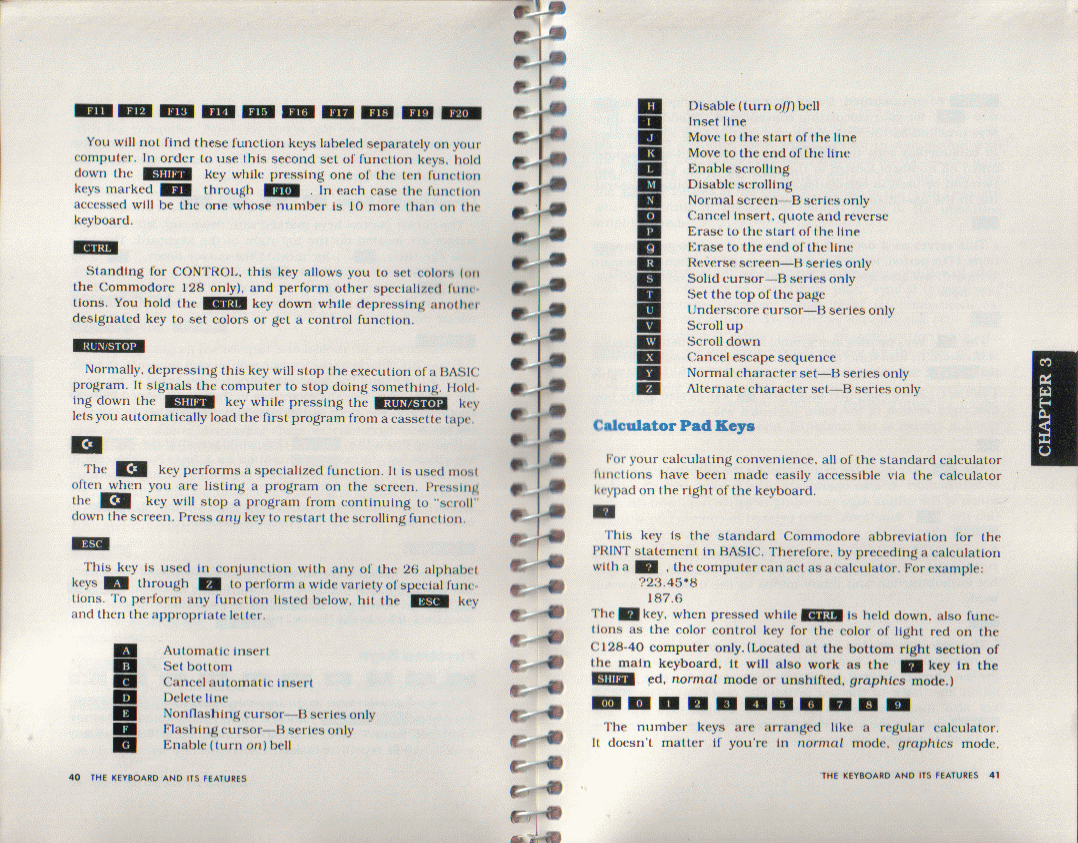 F11 F12 F13 F14 F15 F16 F17 F18 F19 F20
You will not find these function keys labeled separately on your
computer. In order to use this second set of function keys, hold
down the SHIFT key while pressing one of the ten function
keys marked F1 through F10 . In each case the function
accessed will be the one whose number is 10 more than on the
keyboard.
CTRL
Standing for CONTROL, this key allows you to set colors (on
the Commodore 128 only), and perform other specialized func-
tions. You hold the CTRL key down while depressing another
designated key to set colors or get a control function.
RUN/STOP
Normally, depressing this key will stop the execution of a BASIC
program. It signals the computer to stop doing something. Hold-
ing down the SHIFT key while pressing the RUN/STOP key
lets you automatically load the first program from a cassette tape.
C=
The C= key performs a specialized function. It is used most
often when you are listing a program on the screen. Pressing
the C= key will stop a program from continuing to "scroll"
down the screen. Press any key to restart the scrolling function.
ESC
This key is used in conjunction with any of the 26 alphabet
keys A through Z to perform a wide variety of special func-
tions. To perform any function listed below, hit the ESC key
and then the appropriate letter.
A Automatic insert
B Set bottom
C Cancel automatic insert
D Delete line
E Nonflashing cursor—B series only
F Flashing cursor—B series only
G Enable (turn on) bell
40 THE KEYBOARD AND ITS FEATURES
H Disable (turn off) bell
I Inset line
J Move to the start of the line
K Move to the end of the line
L Enable scrolling
M Disable scrolling
N Normal screen—B series only
O Cancel insert, quote and reverse
P Erase to the start of the line
Q Erase to the end of the line
R Reverse screen—B series only
S Solid cursor—B series only
T Set the top of the page
U Underscore cursor—B series only
V Scroll up
W Scroll down
X Cancel escape sequence
Y Normal character set—B series only
Z Alternate character set—B series only
CHAPTER 3
Calculator Pad Keys
For your calculating convenience, all of the standard calculator
functions have been made easily accessible via the calculator
keypad on the right of the keyboard.
?
This key is the standard Commodore abbreviation for the
PRINT statement in BASIC. Therefore, by preceding a calculation
with a ? , the computer can act as a calculator. For example:
?23.45*8
187.6
The ? key, when pressed while CTRL is held down, also func-
tions as the color control key for the color of light red on the
C128-40 computer only. (Located at the bottom right section of
the main keyboard, it will also work as the ? key in the
SHIFT ed, normal mode or unshifted, graphics mode.)
00 0 1 2 3 4 5 6 7 8 9
The number keys are arranged like a regular calculator.
It doesn't matter if you're in normal mode, graphics mode,
THE KEYBOARD AND ITS FEATURES 41